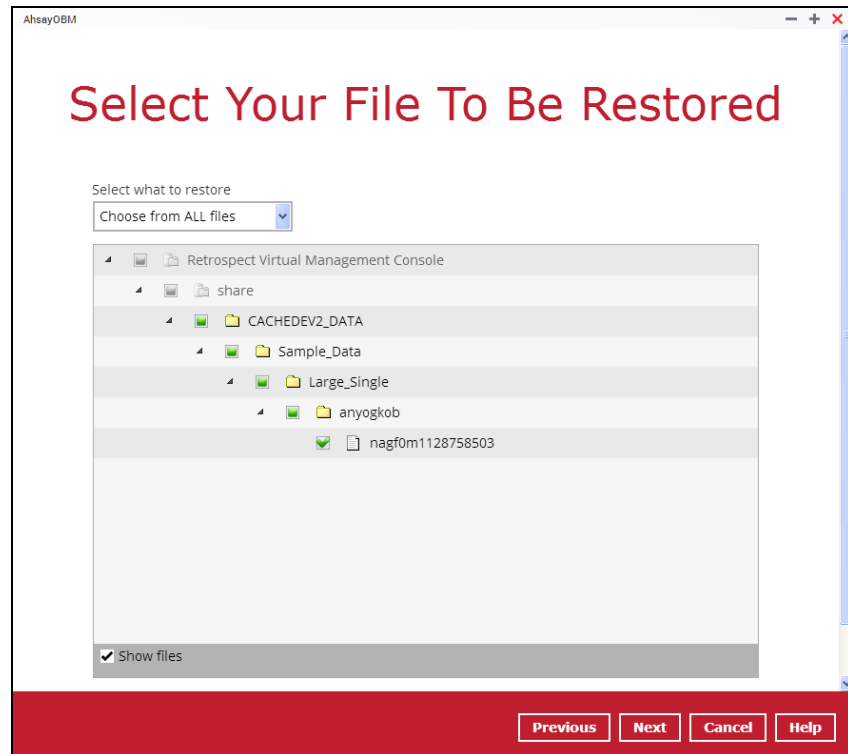 AhsayOBM
Select Your File To Be Restored
Select what to restore
Choose from ALL files
Retrospect Virtual Management Console
share
CACHEDEV2_DATA
Sample_Data
Large_Single
anyogkob
nagf0m1128758503
Show files
Previous Next Cancel Help